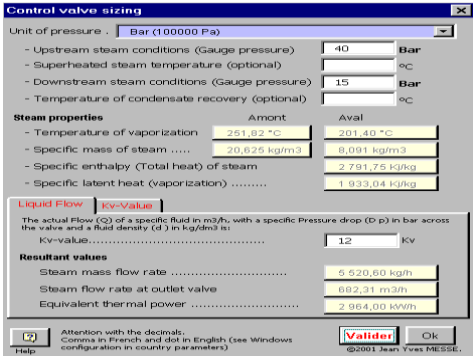 Control valve sizing
Unit of pressure . Bar (100000 Pa)
- Upstream steam conditions (Gauge pressure) 40 Bar
- Superheated steam temperature (optional) °C
- Downstream steam conditions (Gauge pressure) 15 Bar
- Temperature of condensate recovery (optional) °C
Steam properties Amont Aval
- Temperature of vaporization 251,82 °C 201,40 °C
- Specific mass of steam ..... 20,625 kg/m3 8,091 kg/m3
- Specific enthalpy (Total heat) of steam 2 791,75 Kj/kg
- Specific latent heat (vaporization) ......... 1 933,04 Kj/kg
Liquid Flow Kv-Value
The actual Flow (Q) of a specific fluid in m3/h, with a specific Pressure drop (D p) in bar across
the valve and a fluid density (d ) in kg/dm3 is:
Kv-value............................................. 12 Kv
Resultant values
Steam mass flow rate ............................ 5 520,60 kg/h
Steam flow rate at outlet valve 682,31 m3/h
Equivalent thermal power ..................... 2 964,00 kW/h
Help
Attention with the decimals.
Comma in French and dot in English (see Windows
configuration in country parameters)
Valider Ok
©2001 Jean Yves MESSE.